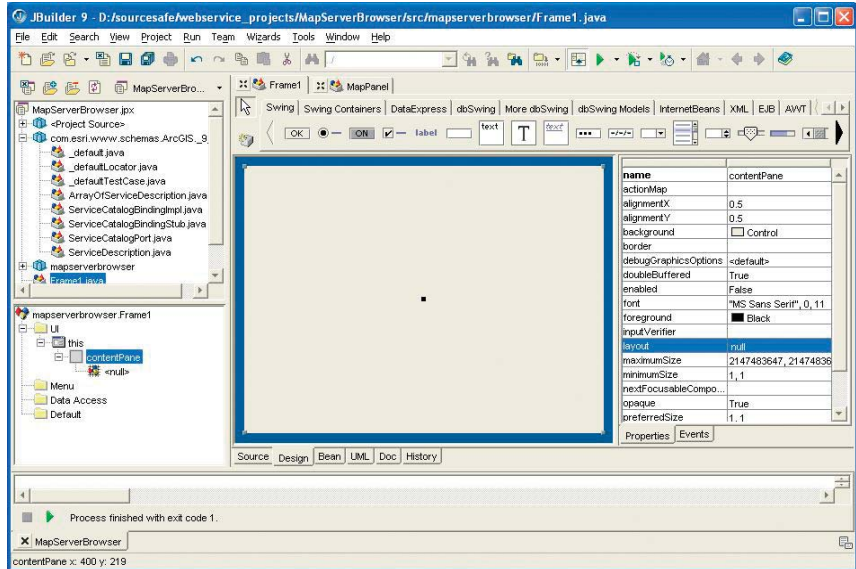 JBuilder 9 - D:/sourcesafe/webservice_projects/MapServerBrowser/src/mapserverbrowser/Frame1.java
File Edit Search View Project Run Team Wizards Tools Window Help
MapServerBro...
Frame1 MapPanel
MapServerBrowser.jpx
<Project Source>
com.esri.www.schemas.ArcGIS._9
_default.java
_defaultLocator.java
_defaultTestCase.java
ArrayOfServiceDescription.java
ServiceCatalogBindingImpl.java
ServiceCatalogBindingStub.java
ServiceCatalogPort.java
ServiceDescription.java
mapserverbrowser
Frame1.java
mapserverbrowser.Frame1
UI
this
contentPane
<null>
Menu
Data Access
Default
Swing Swing Containers DataExpress dbSwing More dbSwing dbSwing Models InternetBeans XML EJB AWT
OK ON label text T text
name contentPane
actionMap
alignmentX 0.5
alignmentY 0.5
background Control
border
debugGraphicsOptions <default>
doubleBuffered True
enabled False
font "MS Sans Serif", 0, 11
foreground Black
inputVerifier
layout null
maximumSize 2147483647, 21474836
minimumSize 1, 1
nextFocusableCompo...
opaque True
preferredSize 1, 1
Properties Events
Source Design Bean UML Doc History
Process finished with exit code 1.
MapServerBrowser
contentPane x: 400 y: 219